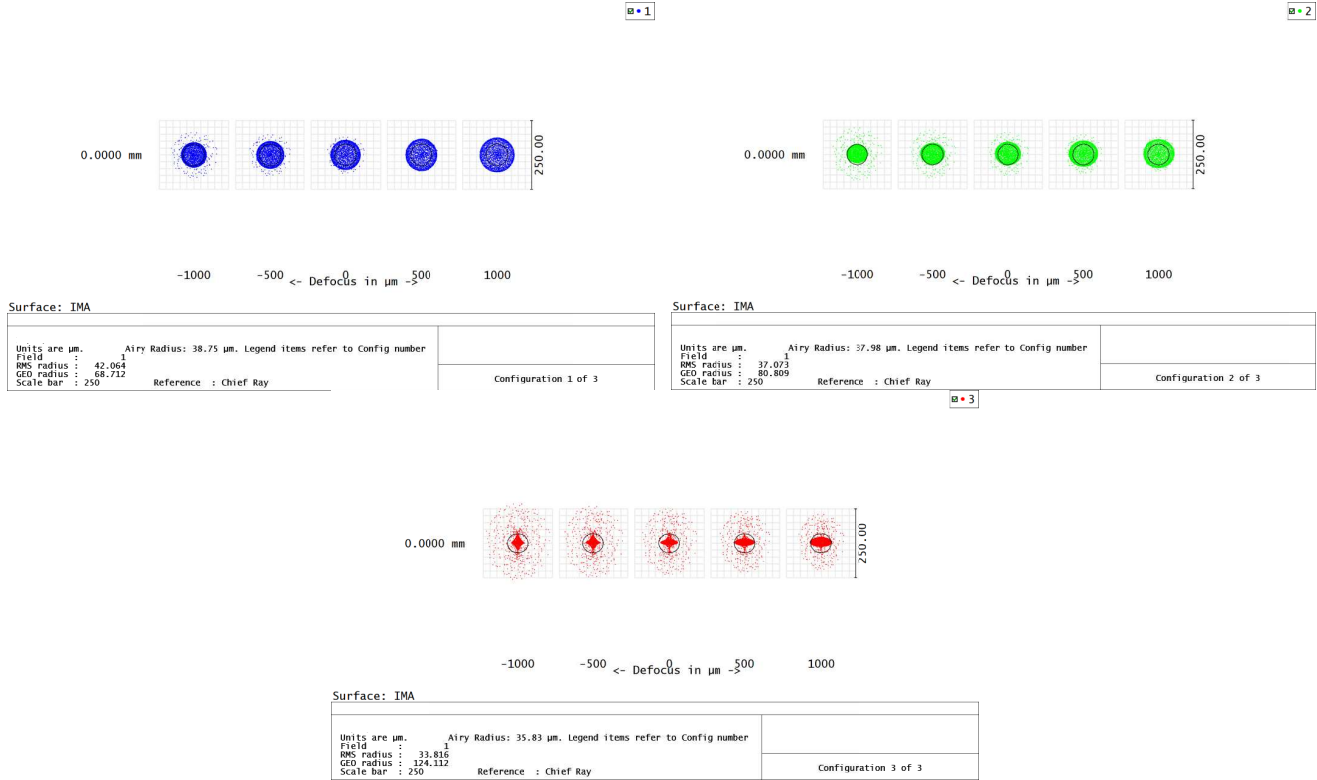 1
0.0000 mm
250.00
-1000 -500 0 500 1000
<- Defocus in µm ->
Surface: IMA
Units are µm. Airy Radius: 38.75 µm. Legend items refer to Config number
Field : 1
RMS radius : 42.064
GEO radius : 68.712
Scale bar : 250 Reference : Chief Ray
Configuration 1 of 3
2
0.0000 mm
250.00
-1000 -500 0 500 1000
<- Defocus in µm ->
Surface: IMA
Units are µm. Airy Radius: 37.98 µm. Legend items refer to Config number
Field : 1
RMS radius : 37.073
GEO radius : 80.809
Scale bar : 250 Reference : Chief Ray
Configuration 2 of 3
3
0.0000 mm
250.00
-1000 -500 0 500 1000
<- Defocus in µm ->
Surface: IMA
Units are µm. Airy Radius: 35.83 µm. Legend items refer to Config number
Field : 1
RMS radius : 33.816
GEO radius : 124.112
Scale bar : 250 Reference : Chief Ray
Configuration 3 of 3